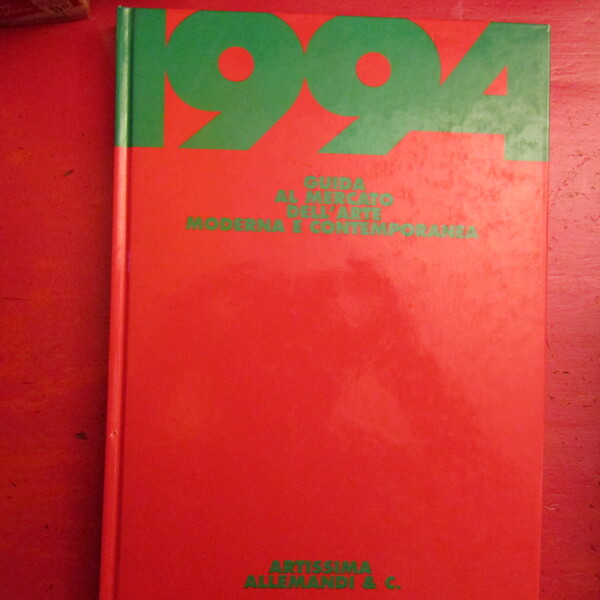 1994
GUIDA
AL MERCATO
DELL'ARTE
MODERNA E CONTEMPORANEA
ARTISSIMA
ALLEMANDI & C.